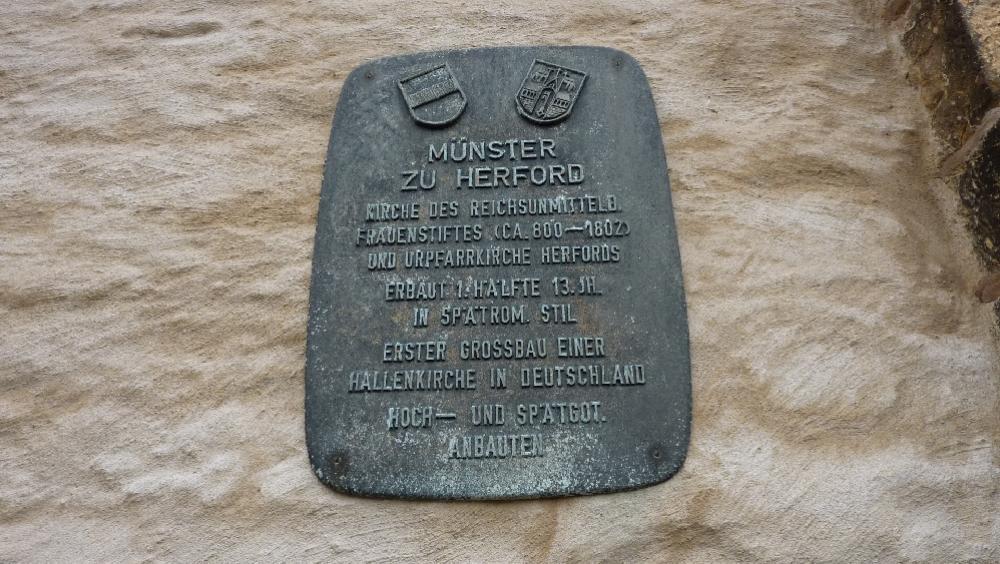 MÜNSTER
ZU HERFORD
KIRCHE DES REICHSUNMITTELB.
FRAUENSTIFTES (CA. 800–1802)
UND URPFARRKIRCHE HERFORDS
ERBAUT 1. HÄLFTE 13. JH.
IN SPÄTROM. STIL
ERSTER GROSSBAU EINER
HALLENKIRCHE IN DEUTSCHLAND
HOCH– UND SPÄTGOT.
ANBAUTEN